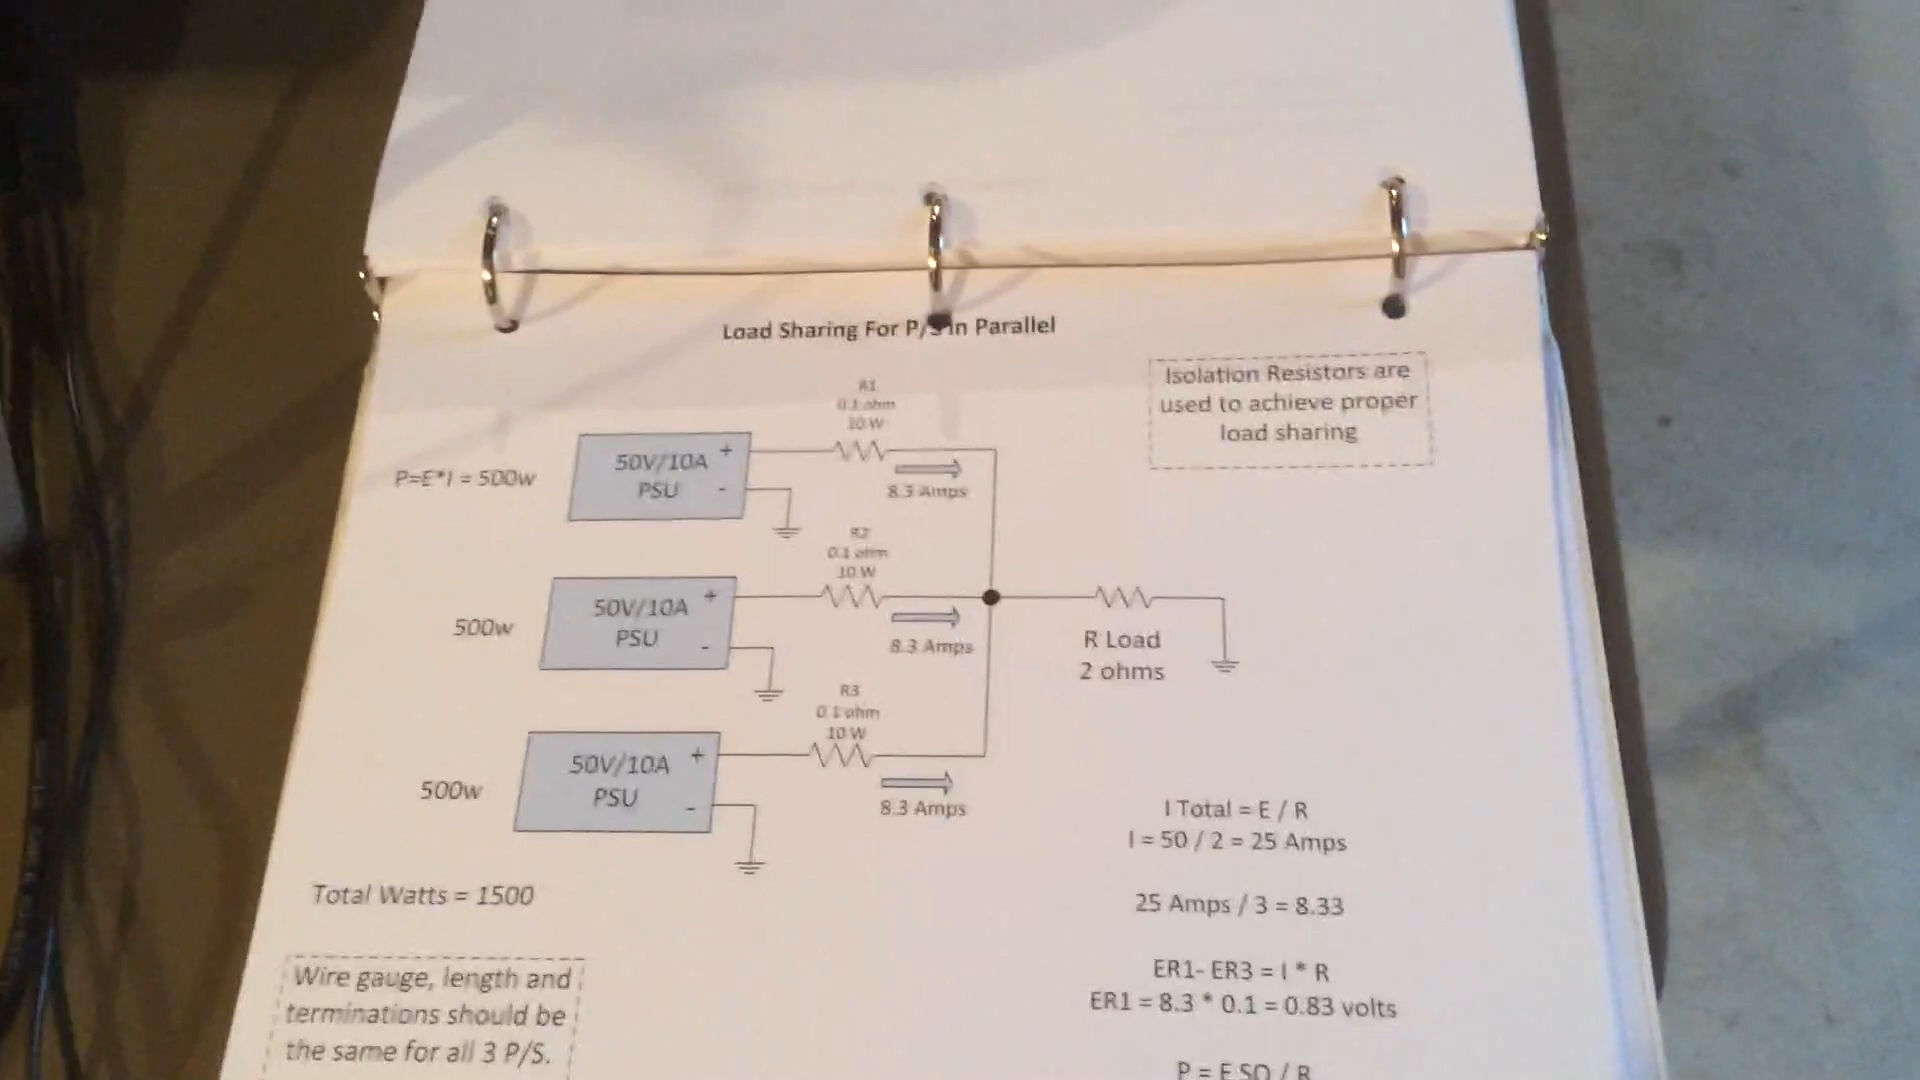 Load Sharing For P/S in Parallel
Isolation Resistors are
used to achieve proper
load sharing
R1
0.1 ohm
10 W
P=E*I = 500w
50V/10A
PSU
+
-
8.3 Amps
R2
0.1 ohm
10 W
500w
50V/10A
PSU
+
-
8.3 Amps
R Load
2 ohms
R3
0.1 ohm
10 W
500w
50V/10A
PSU
+
-
8.3 Amps
I Total = E / R
I = 50 / 2 = 25 Amps
Total Watts = 1500
25 Amps / 3 = 8.33
Wire gauge, length and
terminations should be
the same for all 3 P/S.
ER1- ER3 = I * R
ER1 = 8.3 * 0.1 = 0.83 volts
P = E SQ / R